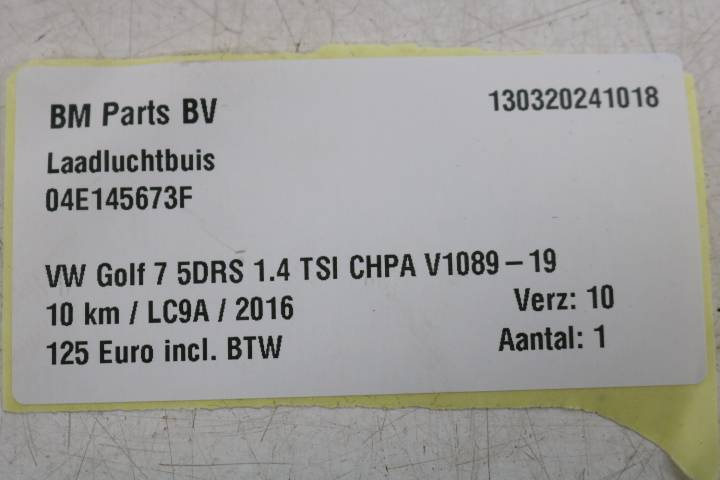 BM Parts BV 130320241018
Laadluchtbuis
04E145673F
VW Golf 7 5DRS 1.4 TSI CHPA V1089-19
10 km / LC9A / 2016 Verz: 10
125 Euro incl. BTW Aantal: 1